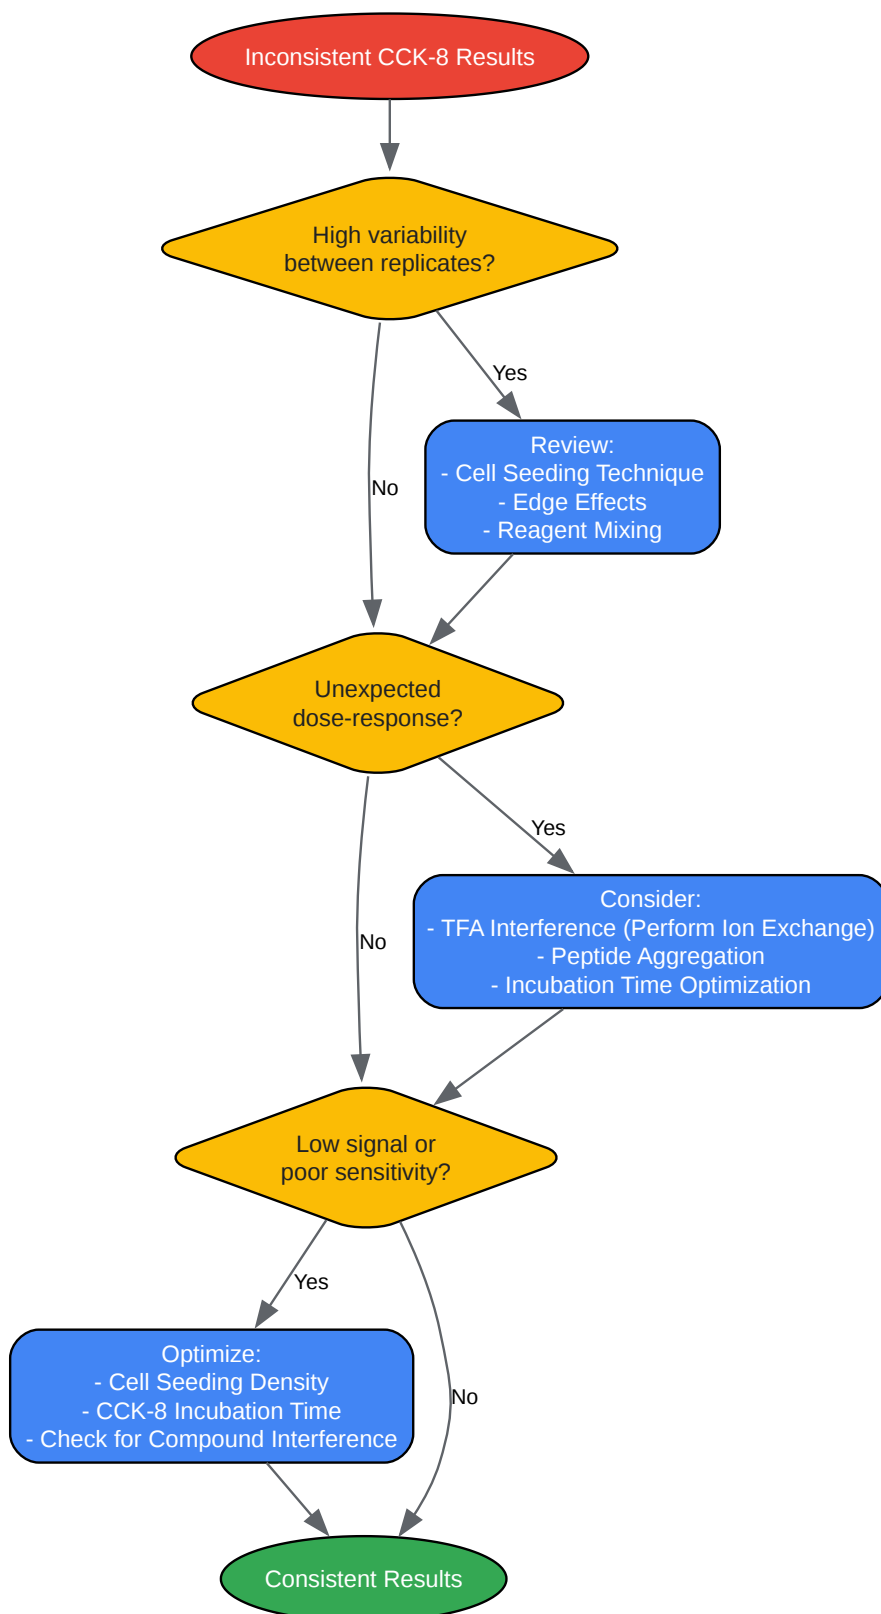 Inconsistent CCK-8 Results
High variability
between replicates?
Yes
Review:
- Cell Seeding Technique
- Edge Effects
- Reagent Mixing
No
Unexpected
dose-response?
Yes
Consider:
- TFA Interference (Perform Ion Exchange)
- Peptide Aggregation
- Incubation Time Optimization
No
Low signal or
poor sensitivity?
Yes
Optimize:
- Cell Seeding Density
- CCK-8 Incubation Time
- Check for Compound Interference
No
Consistent Results